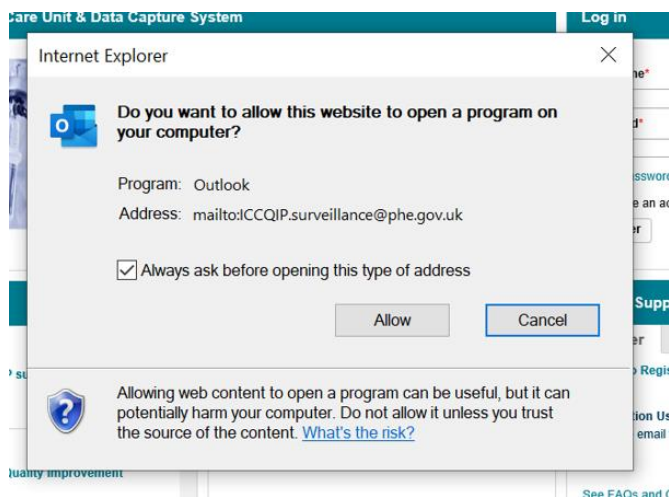 Care Unit & Data Capture System
Log in
Internet Explorer
Do you want to allow this website to open a program on
your computer?
Program: Outlook
Address: mailto:ICCQIP.surveillance@phe.gov.uk
Always ask before opening this type of address
Allow
Cancel
Allowing web content to open a program can be useful, but it can
potentially harm your computer. Do not allow it unless you trust
the source of the content. What's the risk?
Quality Improvement
email
See FAQs and